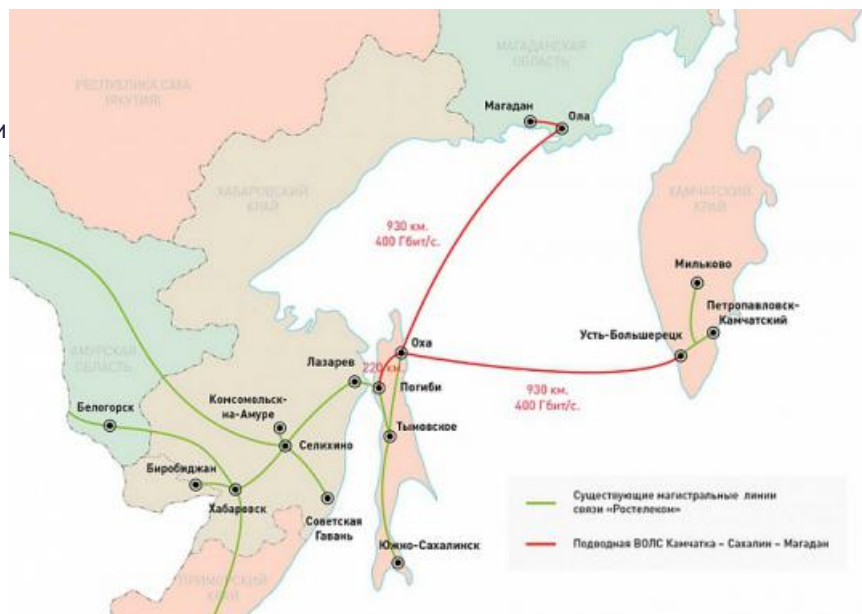 и
МАГАДАНСКАЯ
ОБЛАСТЬ
РЕСПУБЛИКА САХА
(ЯКУТИЯ)
Магадан
Ола
ХАБАРОВСКИЙ
КРАЙ
КАМЧАТСКИЙ
КРАЙ
930 км.
400 Гбит/с.
Мильково
Петропавловск-
Камчатский
Усть-Большерецк
Оха
Лазарев
220 км.
Погиби
930 км.
400 Гбит/с.
АМУРСКАЯ
ОБЛАСТЬ
Комсомольск-
на-Амуре
Белогорск
Тымовское
Селихино
Биробиджан
Хабаровск
Советская
Гавань
Существующие магистральные линии
связи «Ростелеком»
Южно-Сахалинск
Подводная ВОЛС Камчатка – Сахалин – Магадан
ПРИМОРСКИЙ
КРАЙ